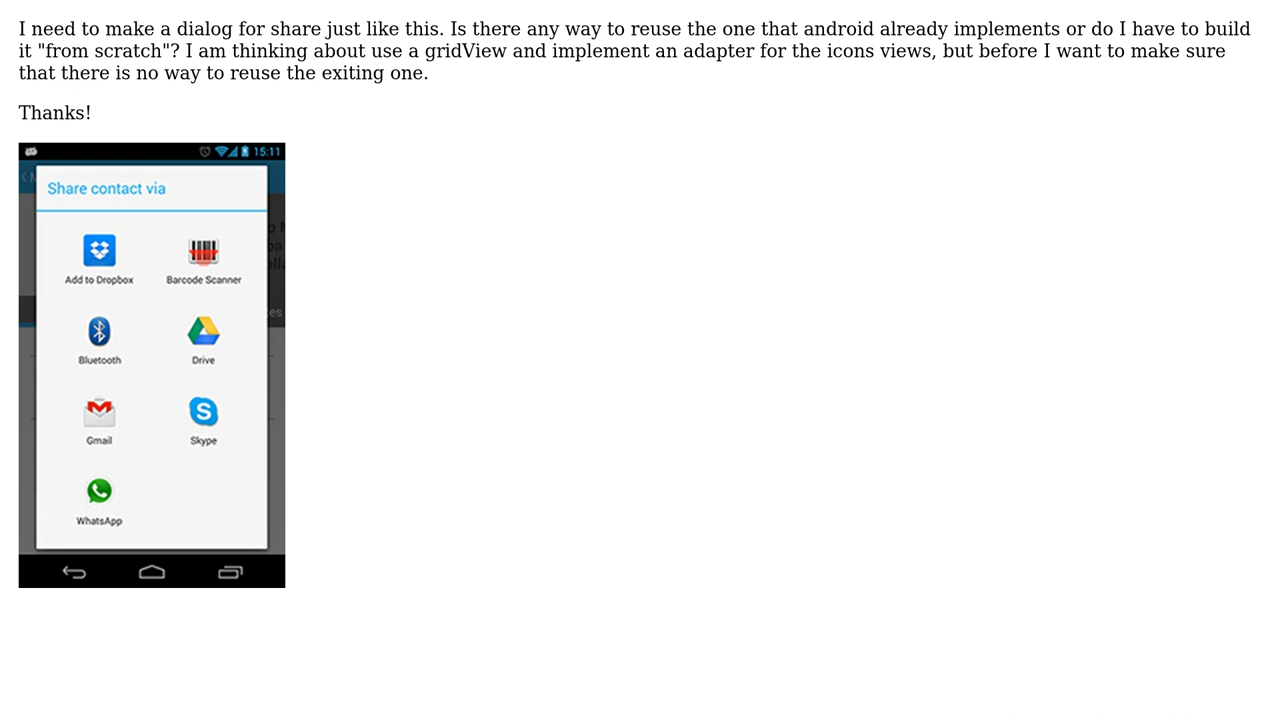 I need to make a dialog for share just like this. Is there any way to reuse the one that android already implements or do I have to build
it "from scratch"? I am thinking about use a gridView and implement an adapter for the icons views, but before I want to make sure
that there is no way to reuse the exiting one.
Thanks!
15:11
Share contact via
Add to Dropbox
Barcode Scanner
Bluetooth
Drive
Gmail
Skype
WhatsApp